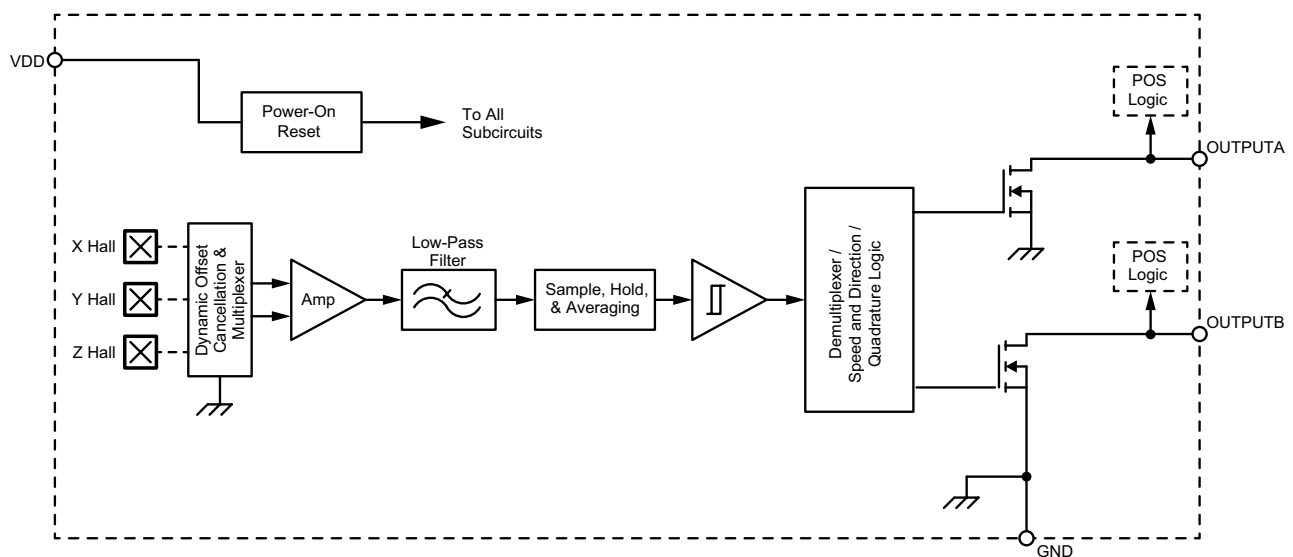 VDD
Power-On
Reset
To All
Subcircuits
POS
Logic
OUTPUTA
X Hall
Y Hall
Z Hall
Dynamic Offset
Cancellation &
Multiplexer
Amp
Low-Pass
Filter
Sample, Hold,
& Averaging
Demultiplexer /
Speed and Direction /
Quadrature Logic
POS
Logic
OUTPUTB
GND